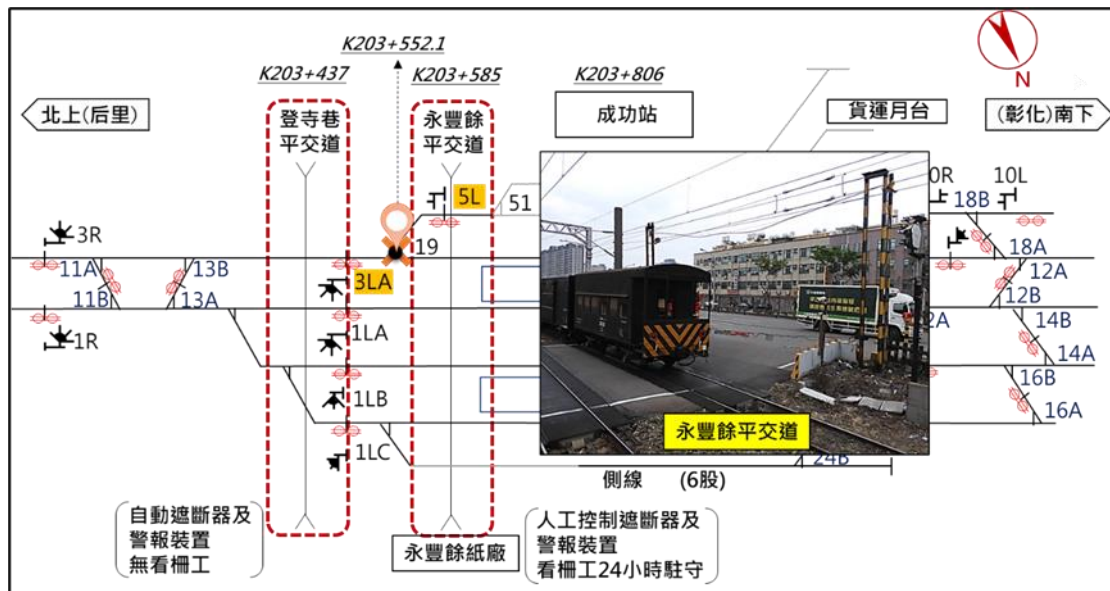 K203+552.1
K203+437
K203+585
K203+806
N
北上(后里)
登寺巷
平交道
永豐餘
平交道
成功站
貨運月台
(彰化)南下
5L
51
0R
10L
18B
3R
19
18A
11A
13B
3LA
12A
11B
13A
12B
1R
1LA
2A
14B
14A
1LB
16B
16A
永豐餘平交道
1LC
24B
側線 (6股)
自動遮斷器及
警報裝置
無看柵工
永豐餘紙廠
人工控制遮斷器及
警報裝置
看柵工24小時駐守